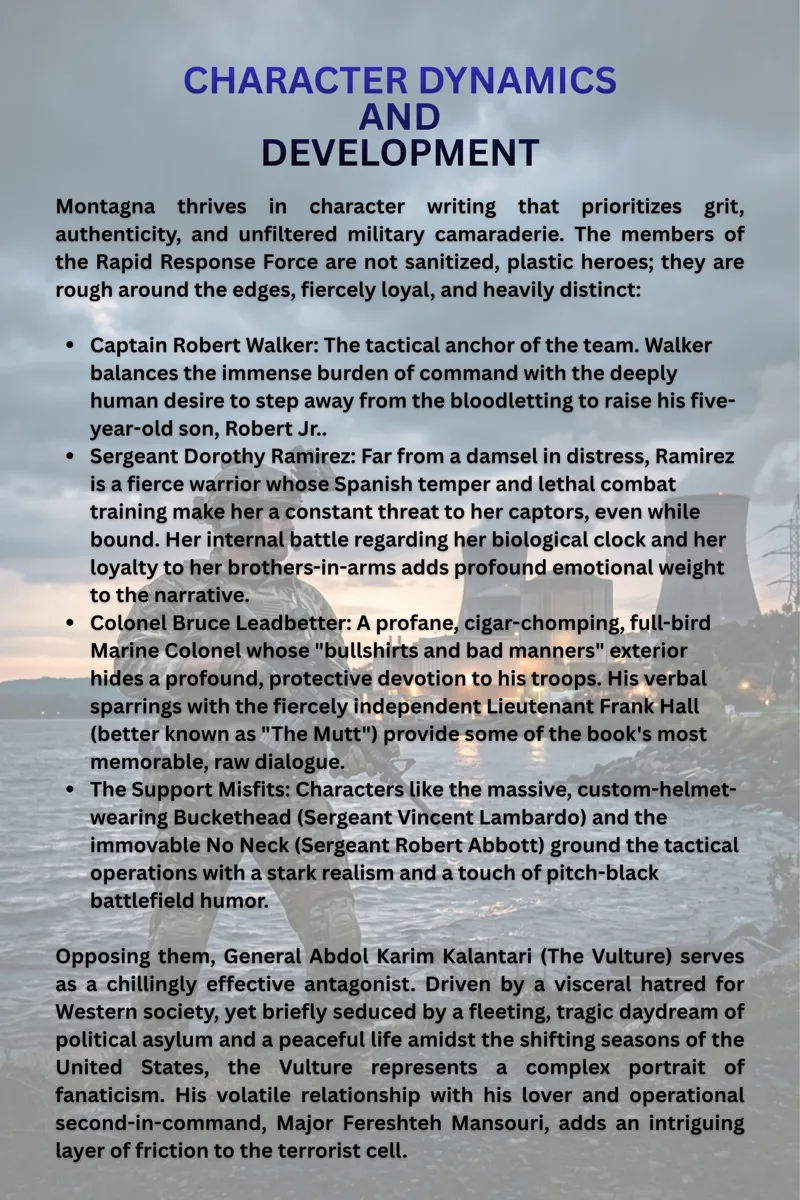 CHARACTER DYNAMICS
AND
DEVELOPMENT
Montagna thrives in character writing that prioritizes grit,
authenticity, and unfiltered military camaraderie. The members of
the Rapid Response Force are not sanitized, plastic heroes; they are
rough around the edges, fiercely loyal, and heavily distinct:
• Captain Robert Walker: The tactical anchor of the team. Walker
balances the immense burden of command with the deeply
human desire to step away from the bloodletting to raise his five-
year-old son, Robert Jr..
• Sergeant Dorothy Ramirez: Far from a damsel in distress, Ramirez
is a fierce warrior whose Spanish temper and lethal combat
training make her a constant threat to her captors, even while
bound. Her internal battle regarding her biological clock and her
loyalty to her brothers-in-arms adds profound emotional weight
to the narrative.
• Colonel Bruce Leadbetter: A profane, cigar-chomping, full-bird
Marine Colonel whose "bullshirts and bad manners" exterior
hides a profound, protective devotion to his troops. His verbal
sparrings with the fiercely independent Lieutenant Frank Hall
(better known as "The Mutt") provide some of the book's most
memorable, raw dialogue.
• The Support Misfits: Characters like the massive, custom-helmet-
wearing Buckethead (Sergeant Vincent Lambardo) and the
immovable No Neck (Sergeant Robert Abbott) ground the tactical
operations with a stark realism and a touch of pitch-black
battlefield humor.
Opposing them, General Abdol Karim Kalantari (The Vulture) serves
as a chillingly effective antagonist. Driven by a visceral hatred for
Western society, yet briefly seduced by a fleeting, tragic daydream of
political asylum and a peaceful life amidst the shifting seasons of the
United States, the Vulture represents a complex portrait of
fanaticism. His volatile relationship with his lover and operational
second-in-command, Major Fereshteh Mansouri, adds an intriguing
layer of friction to the terrorist cell.